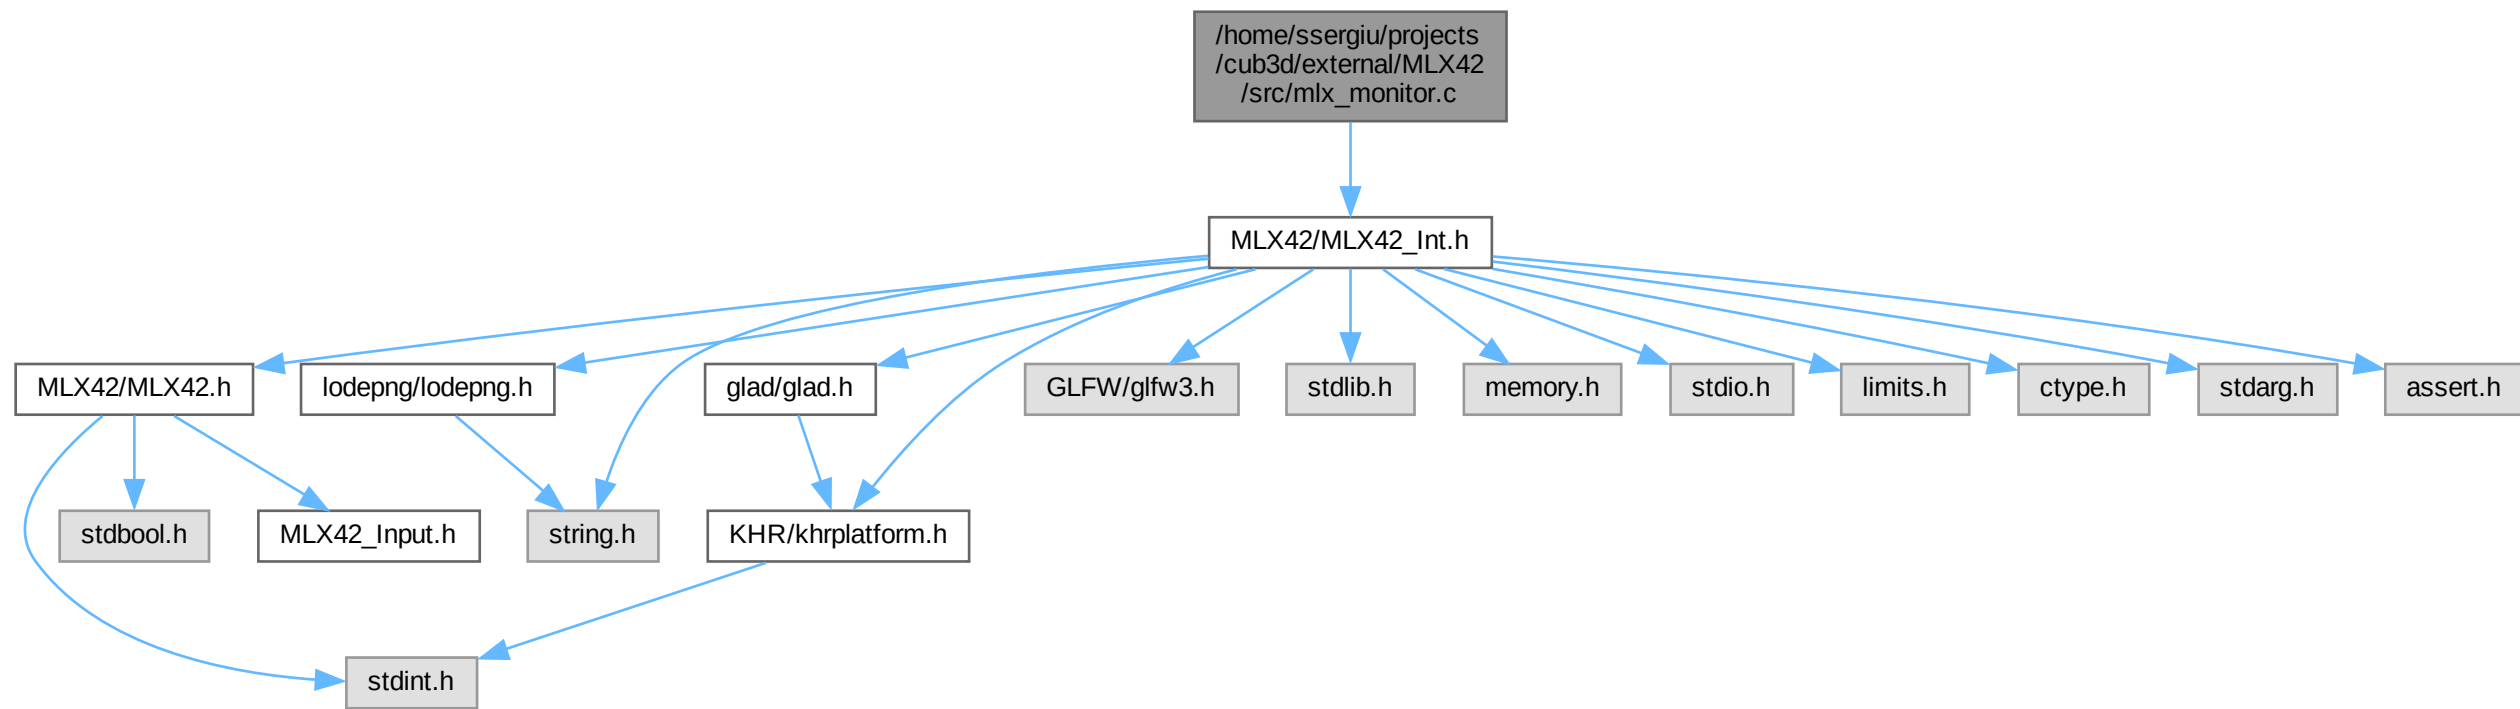 /home/ssergiu/projects
/cub3d/external/MLX42
/src/mlx_monitor.c
MLX42/MLX42_Int.h
MLX42/MLX42.h
lodepng/lodepng.h
glad/glad.h
GLFW/glfw3.h
stdlib.h
memory.h
stdio.h
limits.h
ctype.h
stdarg.h
assert.h
stdbool.h
MLX42_Input.h
string.h
KHR/khrplatform.h
stdint.h